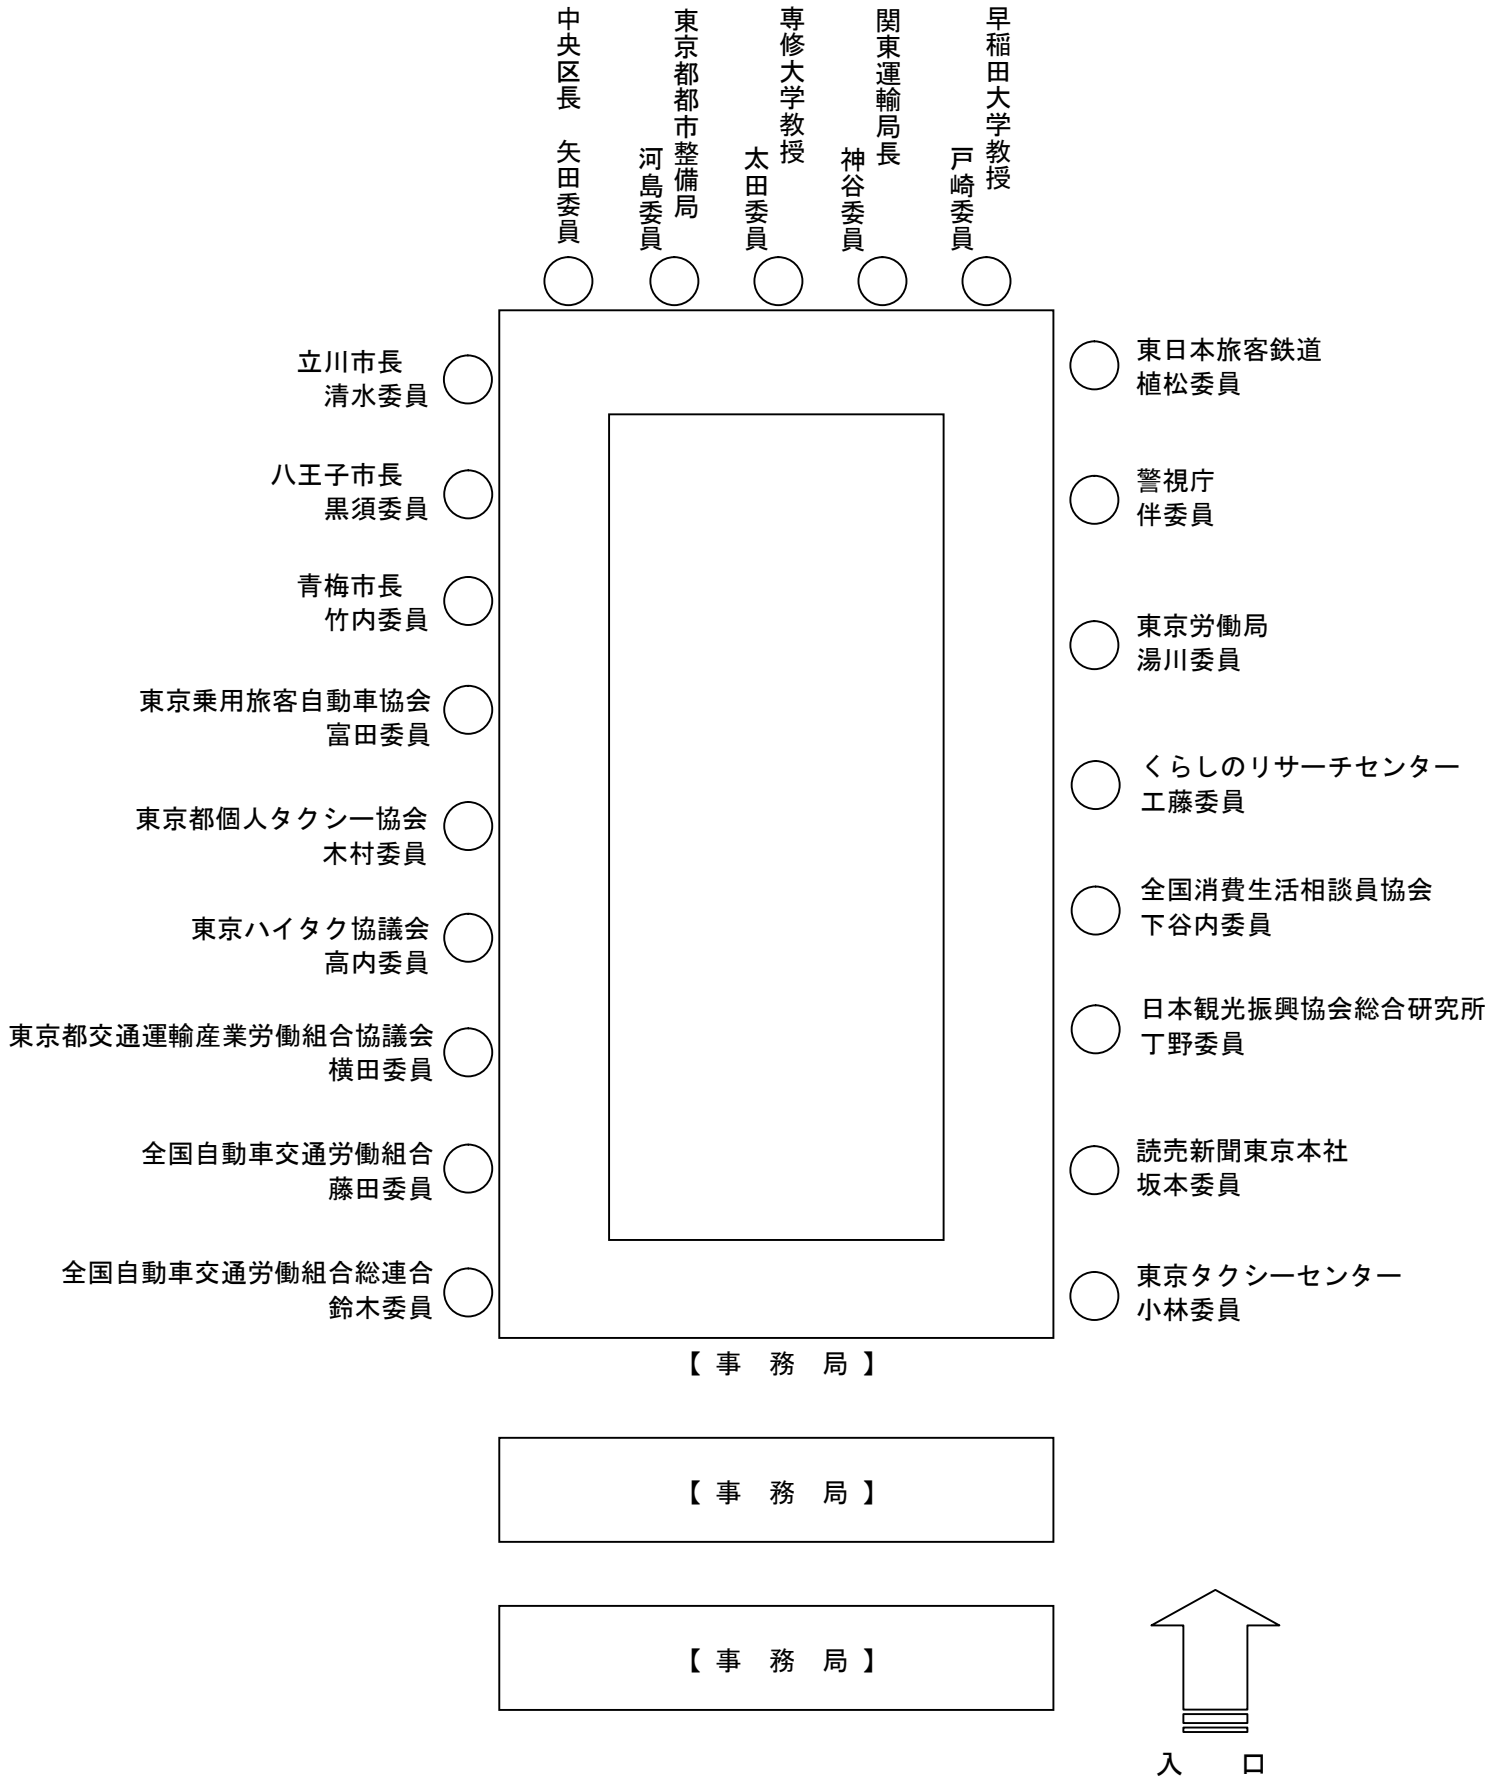 中央区長　矢田委員
東京都都市整備局
河島委員
専修大学教授
太田委員
関東運輸局長
神谷委員
早稲田大学教授
戸崎委員
立川市長
清水委員
八王子市長
黒須委員
青梅市長
竹内委員
東京乗用旅客自動車協会
富田委員
東京都個人タクシー協会
木村委員
東京ハイタク協議会
高内委員
東京都交通運輸産業労働組合協議会
横田委員
全国自動車交通労働組合
藤田委員
全国自動車交通労働組合総連合
鈴木委員
東日本旅客鉄道
植松委員
警視庁
伴委員
東京労働局
湯川委員
くらしのリサーチセンター
工藤委員
全国消費生活相談員協会
下谷内委員
日本観光振興協会総合研究所
丁野委員
読売新聞東京本社
坂本委員
東京タクシーセンター
小林委員
【 事　務　局 】
【 事　務　局 】
【 事　務　局 】
入　　口